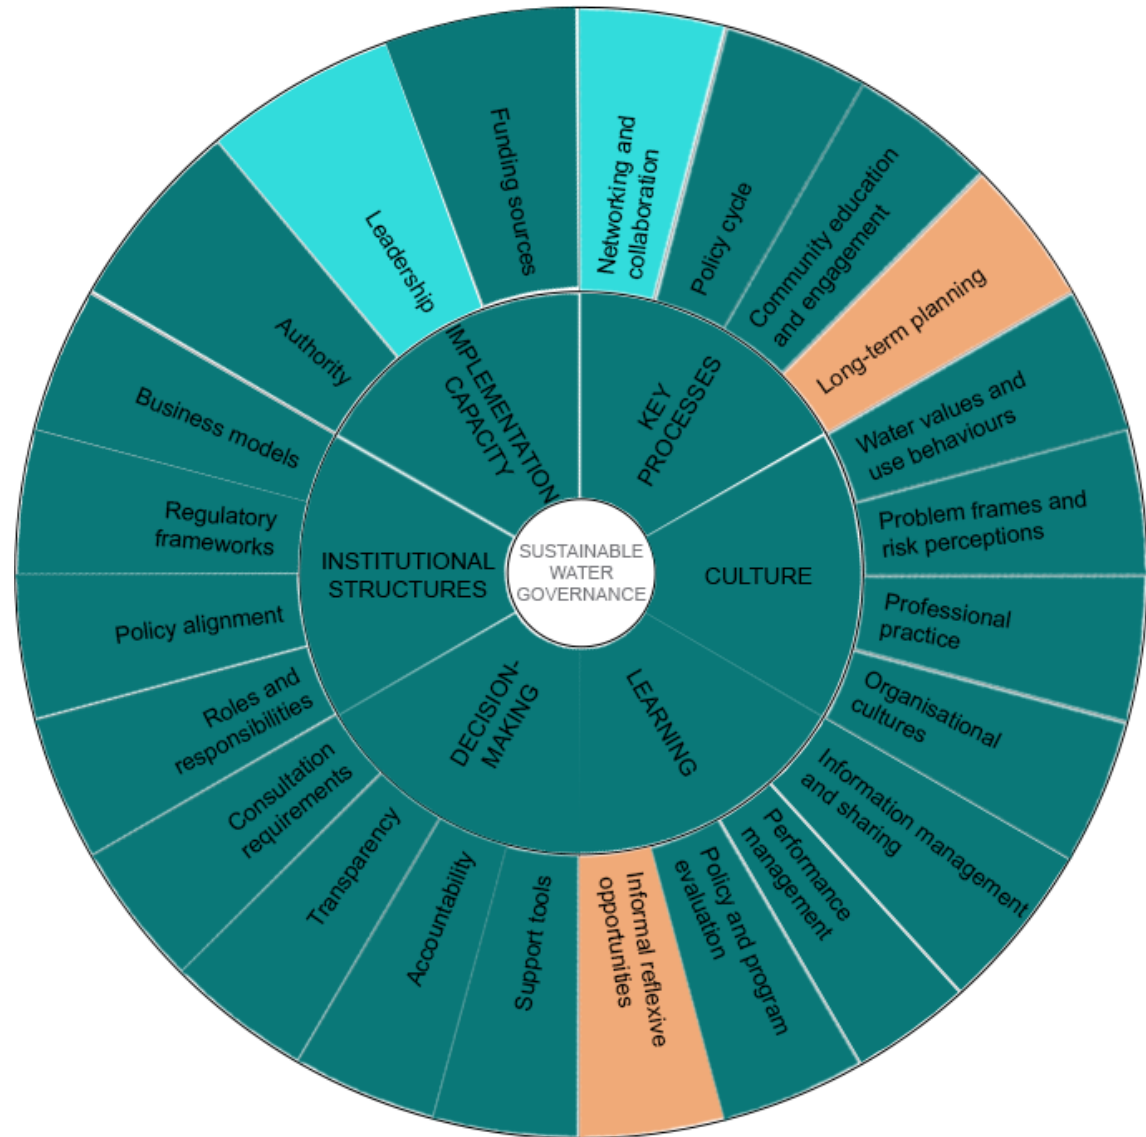 SUSTAINABLE
WATER
GOVERNANCE
KEY
PROCESSES
CULTURE
LEARNING
DECISION-
MAKING
INSTITUTIONAL
STRUCTURES
IMPLEMENTATION
CAPACITY
Networking and
collaboration
Policy cycle
Community education
and engagement
Long-term planning
Water values and
use behaviours
Problem frames and
risk perceptions
Professional
practice
Organisational
cultures
Information management
and sharing
Performance
management
Policy and program
evaluation
Informal reflexive
opportunities
Support tools
Accountability
Transparency
Consultation
requirements
Roles and
responsibilities
Policy alignment
Regulatory
frameworks
Business models
Authority
Leadership
Funding sources